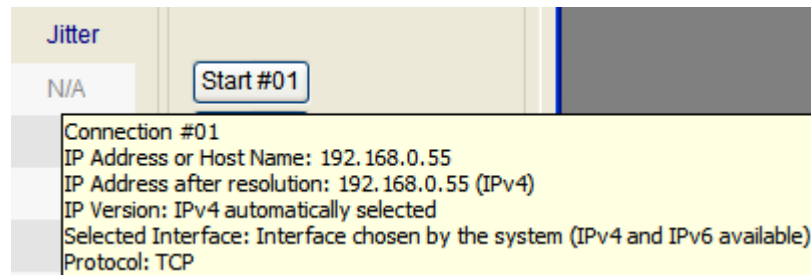 Jitter
N/A
Start #01
Connection #01
IP Address or Host Name: 192.168.0.55
IP Address after resolution: 192.168.0.55 (IPv4)
IP Version: IPv4 automatically selected
Selected Interface: Interface chosen by the system (IPv4 and IPv6 available)
Protocol: TCP